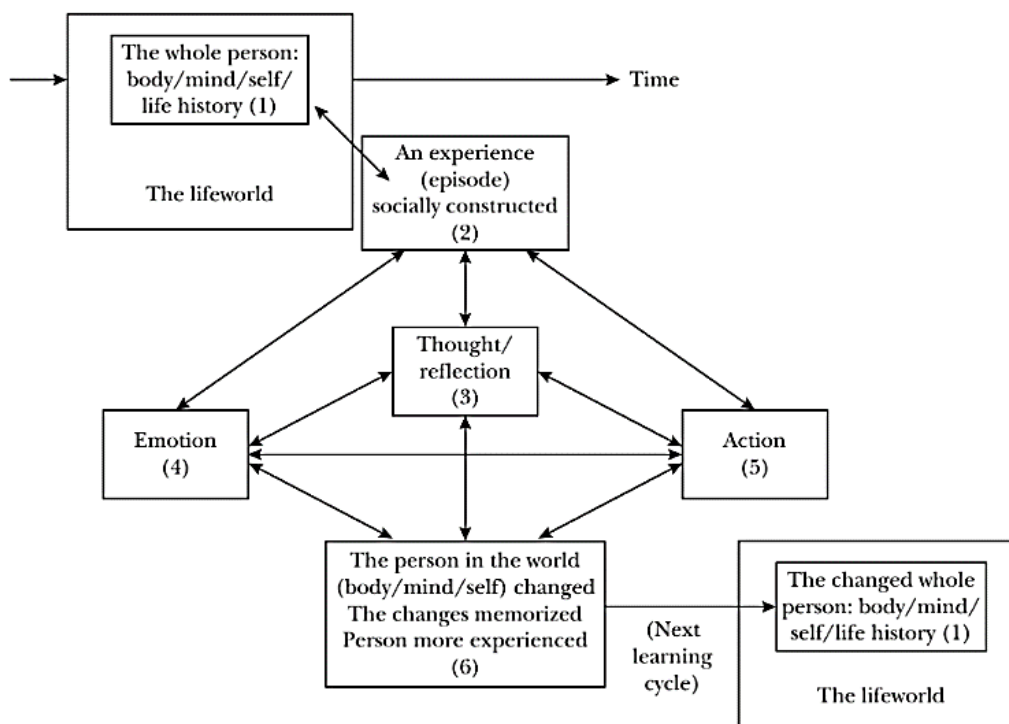 The whole person:
body/mind/self/
life history (1)
Time
The lifeworld
An experience
(episode)
socially constructed
(2)
Thought/
reflection
(3)
Emotion
(4)
Action
(5)
The person in the world
(body/mind/self) changed
The changes memorized
Person more experienced
(6)
(Next
learning
cycle)
The changed whole
person: body/mind/
self/life history (1)
The lifeworld